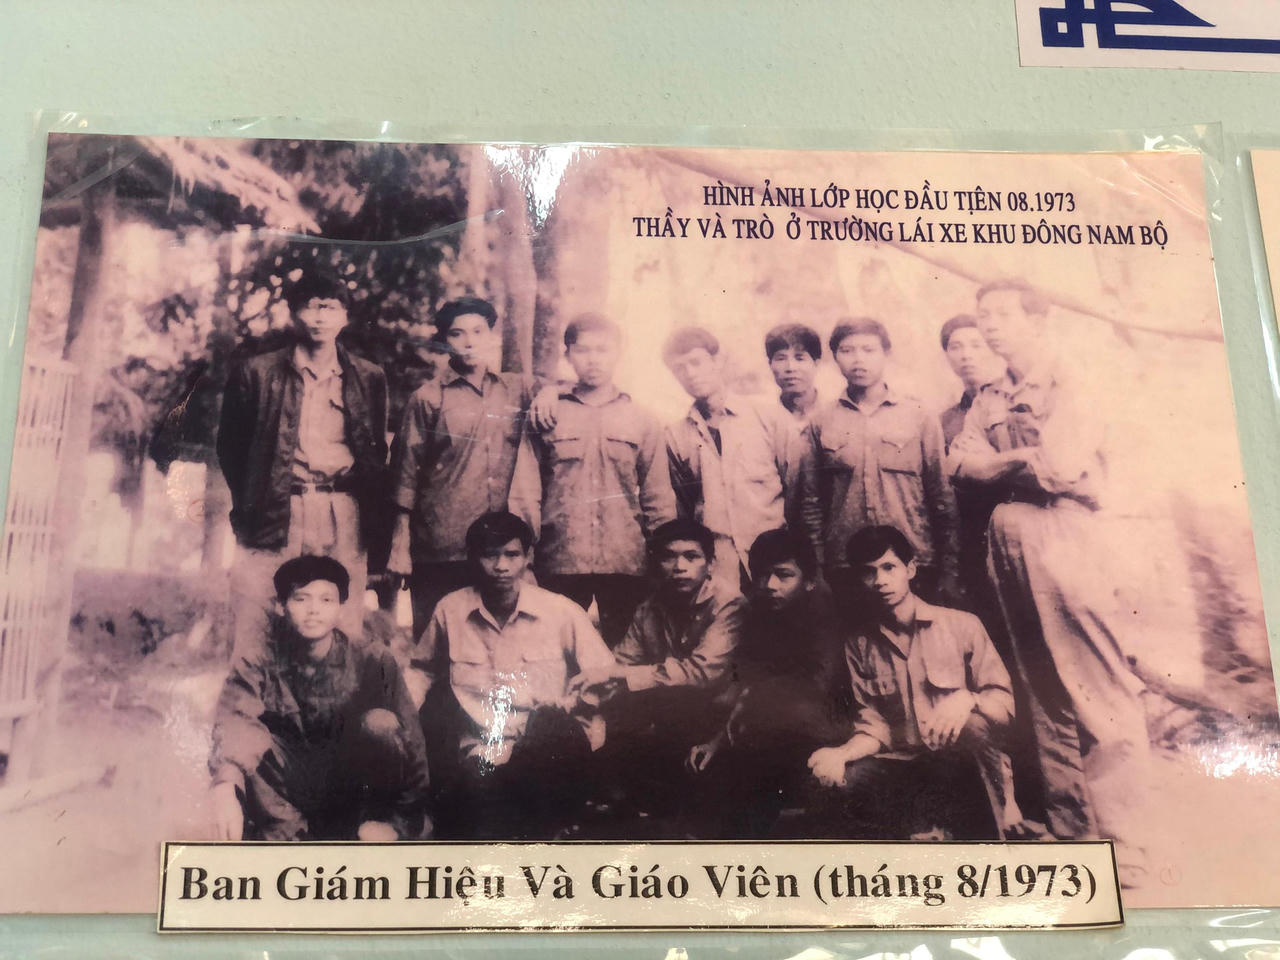 HÌNH ẢNH LỚP HỌC ĐẦU TIỆN 08.1973
THẦY VÀ TRÒ Ở TRƯỜNG LÁI XE KHU ĐÔNG NAM BỘ
Ban Giám Hiệu Và Giáo Viên (tháng 8/1973)